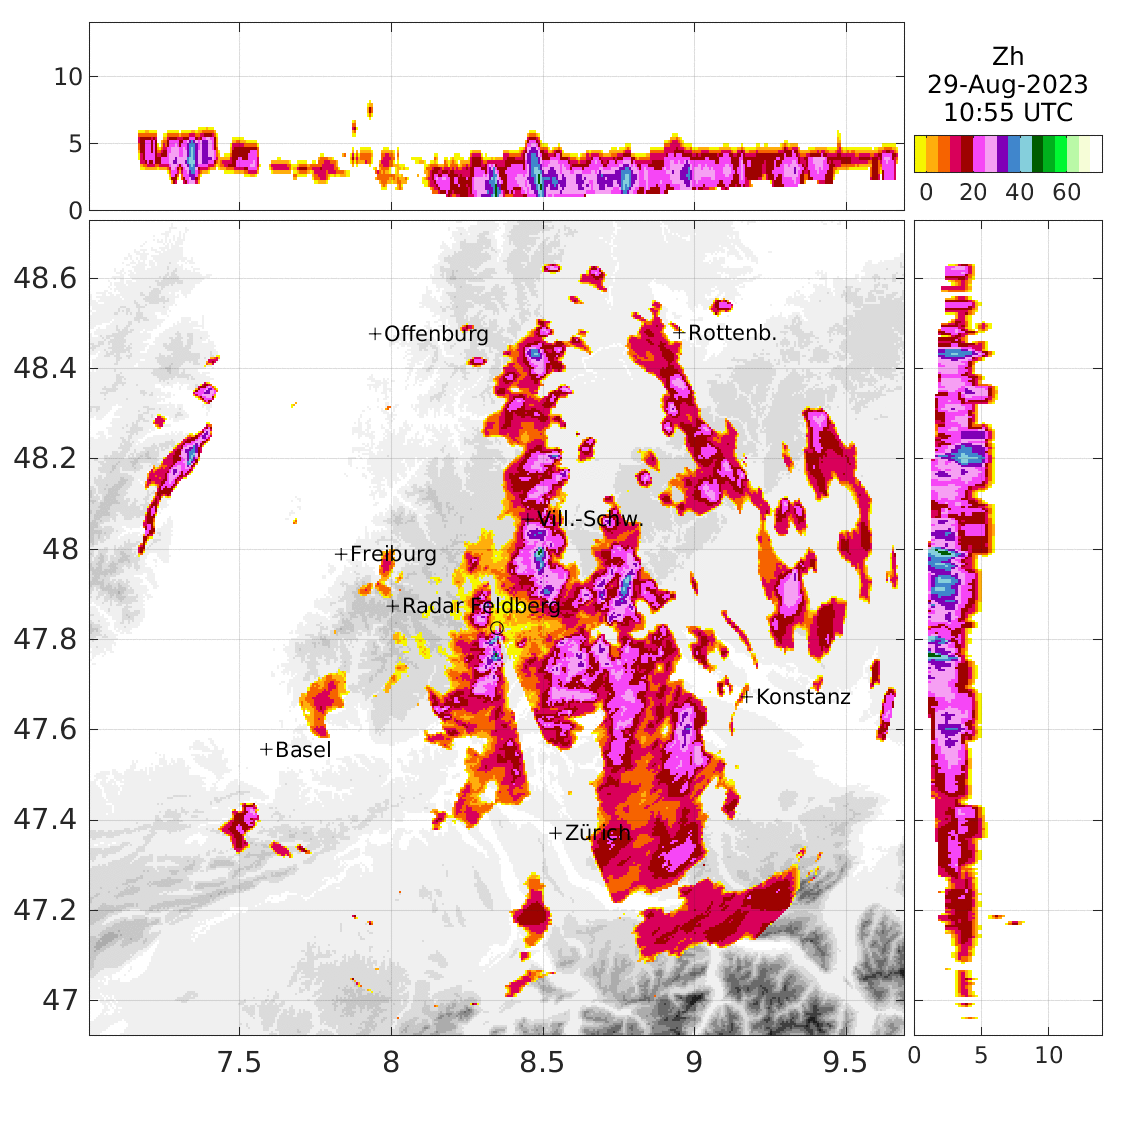 Zh
29-Aug-2023
10:55 UTC
10
5
0
0 20 40 60
48.6
48.4
48.2
48
47.8
47.6
47.4
47.2
47
+Offenburg
+Rottenb.
+Vill.-Schw.
+Freiburg
+Radar Feldberg
+Konstanz
+Basel
+Zürich
7.5 8 8.5 9 9.5
0 5 10